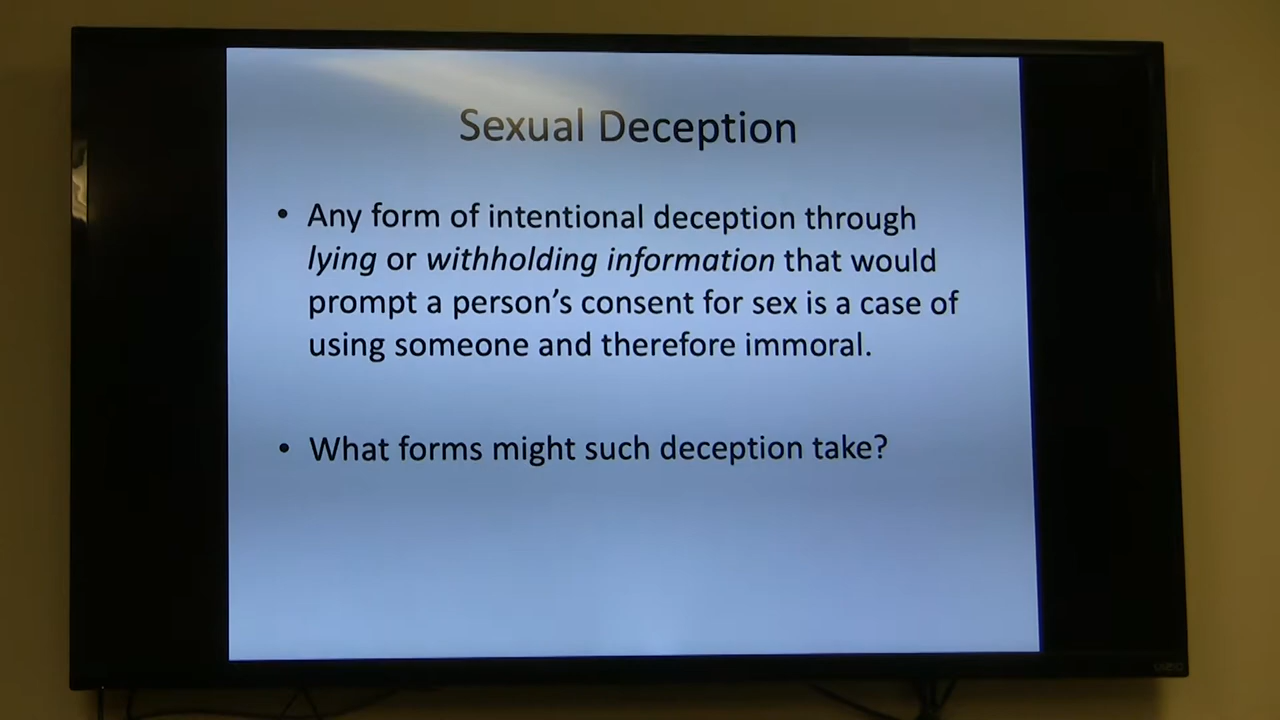 Sexual Deception
• Any form of intentional deception through
lying or withholding information that would
prompt a person's consent for sex is a case of
using someone and therefore immoral.
• What forms might such deception take?
VIZIO